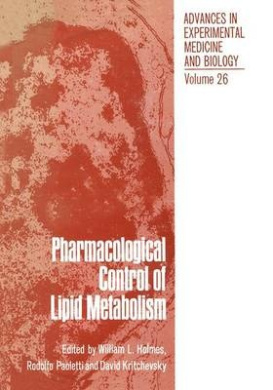 ADVANCES IN
EXPERIMENTAL
MEDICINE
AND BIOLOGY
Volume 26
Pharmacological
Control of
Lipid Metabolism
Edited by William L. Holmes,
Rodolfo Paoletti and David Kritchevsky